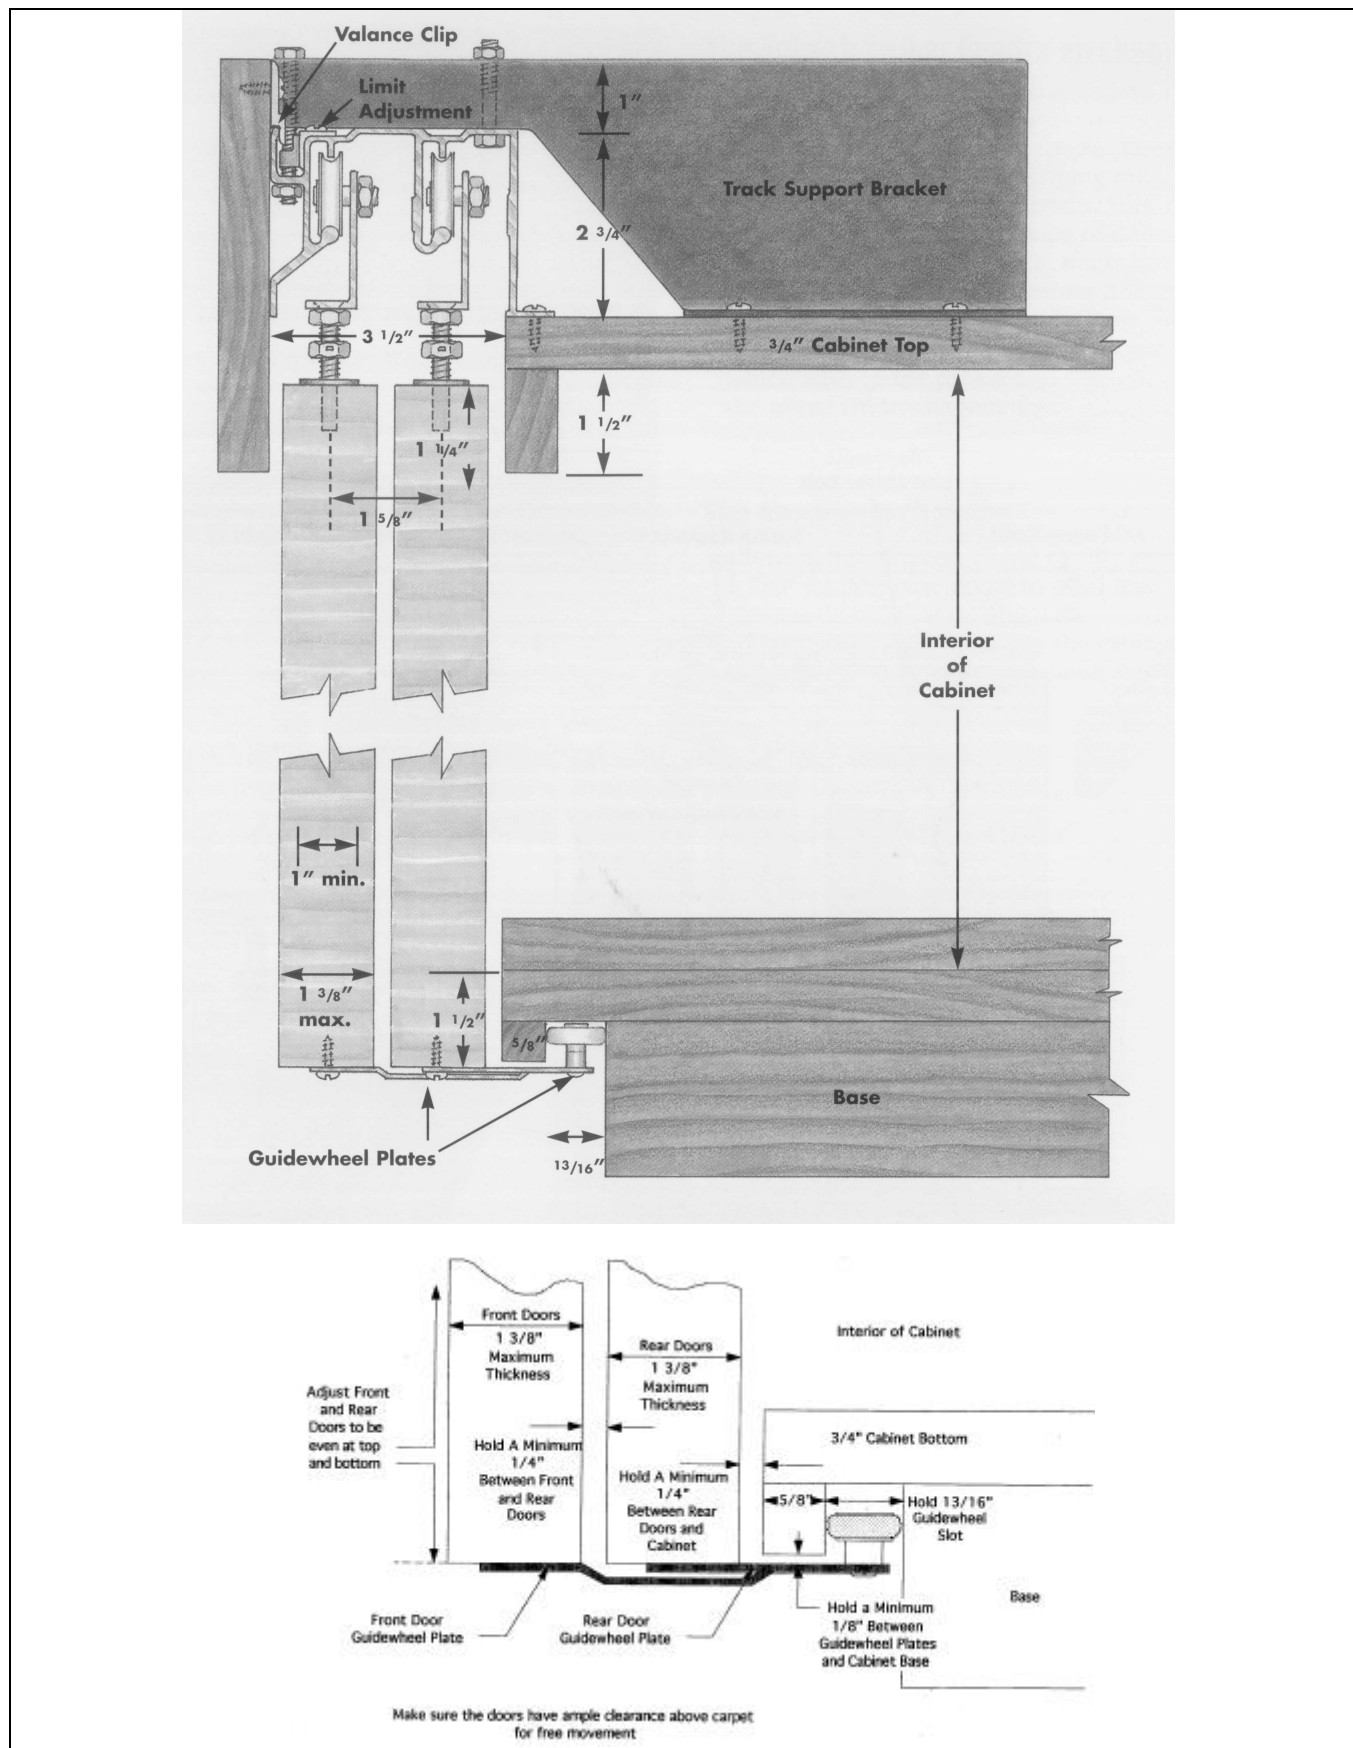 Valance Clip
Limit
Adjustment
1"
Track Support Bracket
2 3/4"
3 1/2"
3/4" Cabinet Top
1 1/2"
1 1/4"
1 5/8"
Interior
of
Cabinet
1" min.
1 3/8"
max.
1 1/2"
5/8"
Base
Guidewheel Plates
13/16"
Front Doors
1 3/8"
Maximum
Thickness
Rear Doors
1 3/8"
Maximum
Thickness
Interior of Cabinet
Adjust Front
and Rear
Doors to be
even at top
and bottom
Hold A Minimum
1/4"
Between Front
and Rear
Doors
Hold A Minimum
1/4"
Between Rear
Doors and
Cabinet
3/4" Cabinet Bottom
5/8"
Hold 13/16"
Guidewheel
Slot
Front Door
Guidewheel Plate
Rear Door
Guidewheel Plate
Hold a Minimum
1/8" Between
Guidewheel Plates
and Cabinet Base
Base
Make sure the doors have ample clearance above carpet
for free movement